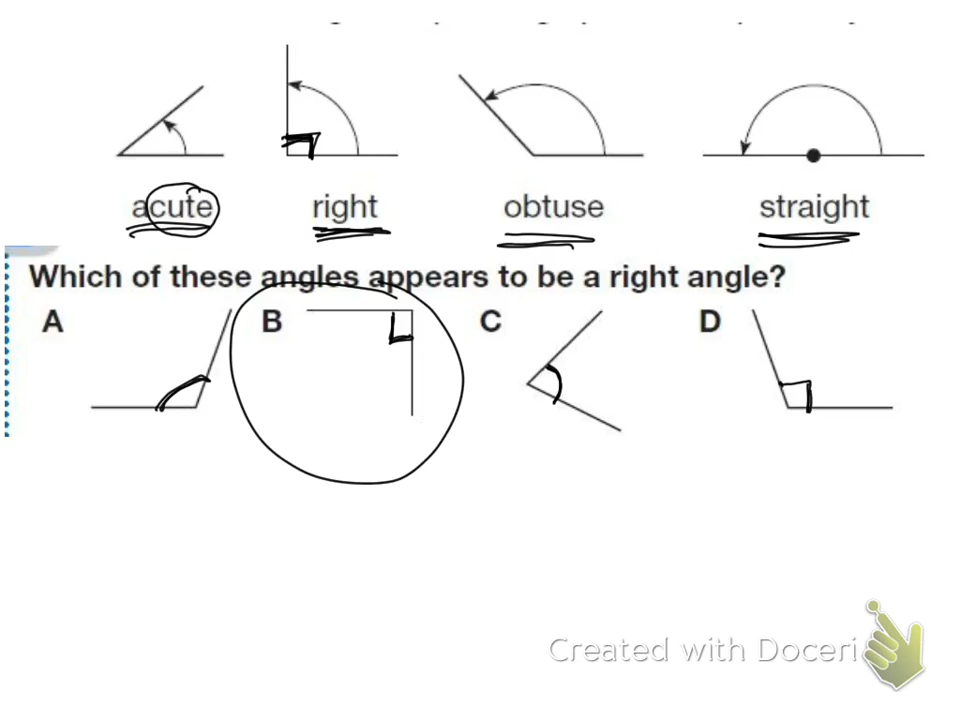 acute right obtuse straight
Which of these angles appears to be a right angle?
A B C D
Created with Doceri